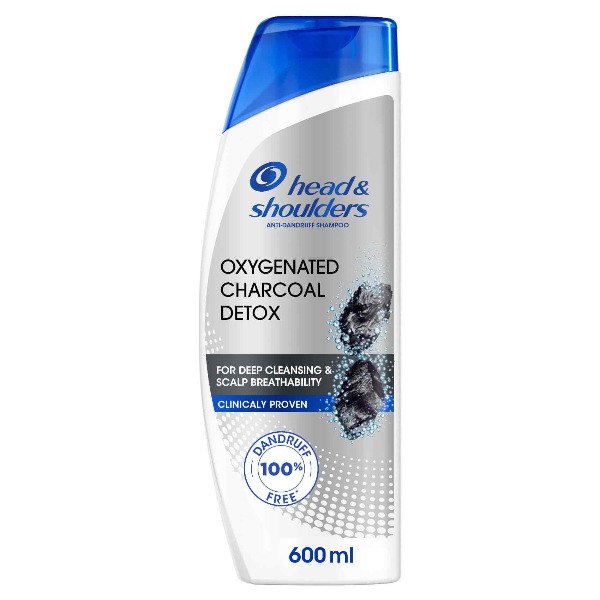 head &
shoulders
ANTI-DANDRUFF SHAMPOO
OXYGENATED
CHARCOAL
DETOX
FOR DEEP CLEANSING &
SCALP BREATHABILITY
CLINICALY PROVEN
DANDRUFF
100%
FREE*
600 ml